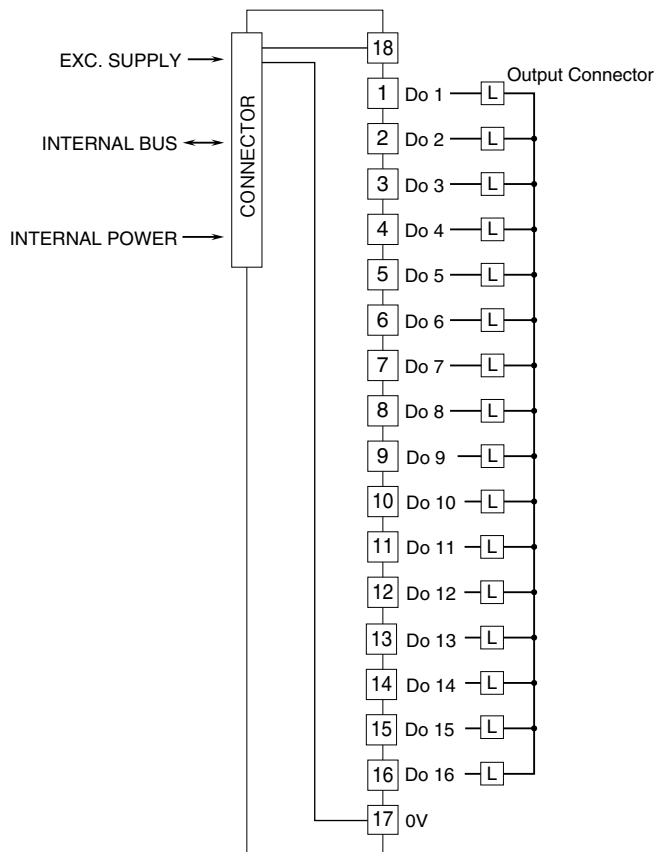 18
EXC. SUPPLY
Output Connector
1 Do 1 L
CONNECTOR
2 Do 2 L
INTERNAL BUS
3 Do 3 L
4 Do 4 L
INTERNAL POWER
5 Do 5 L
6 Do 6 L
7 Do 7 L
8 Do 8 L
9 Do 9 L
10 Do 10 L
11 Do 11 L
12 Do 12 L
13 Do 13 L
14 Do 14 L
15 Do 15 L
16 Do 16 L
17 0V